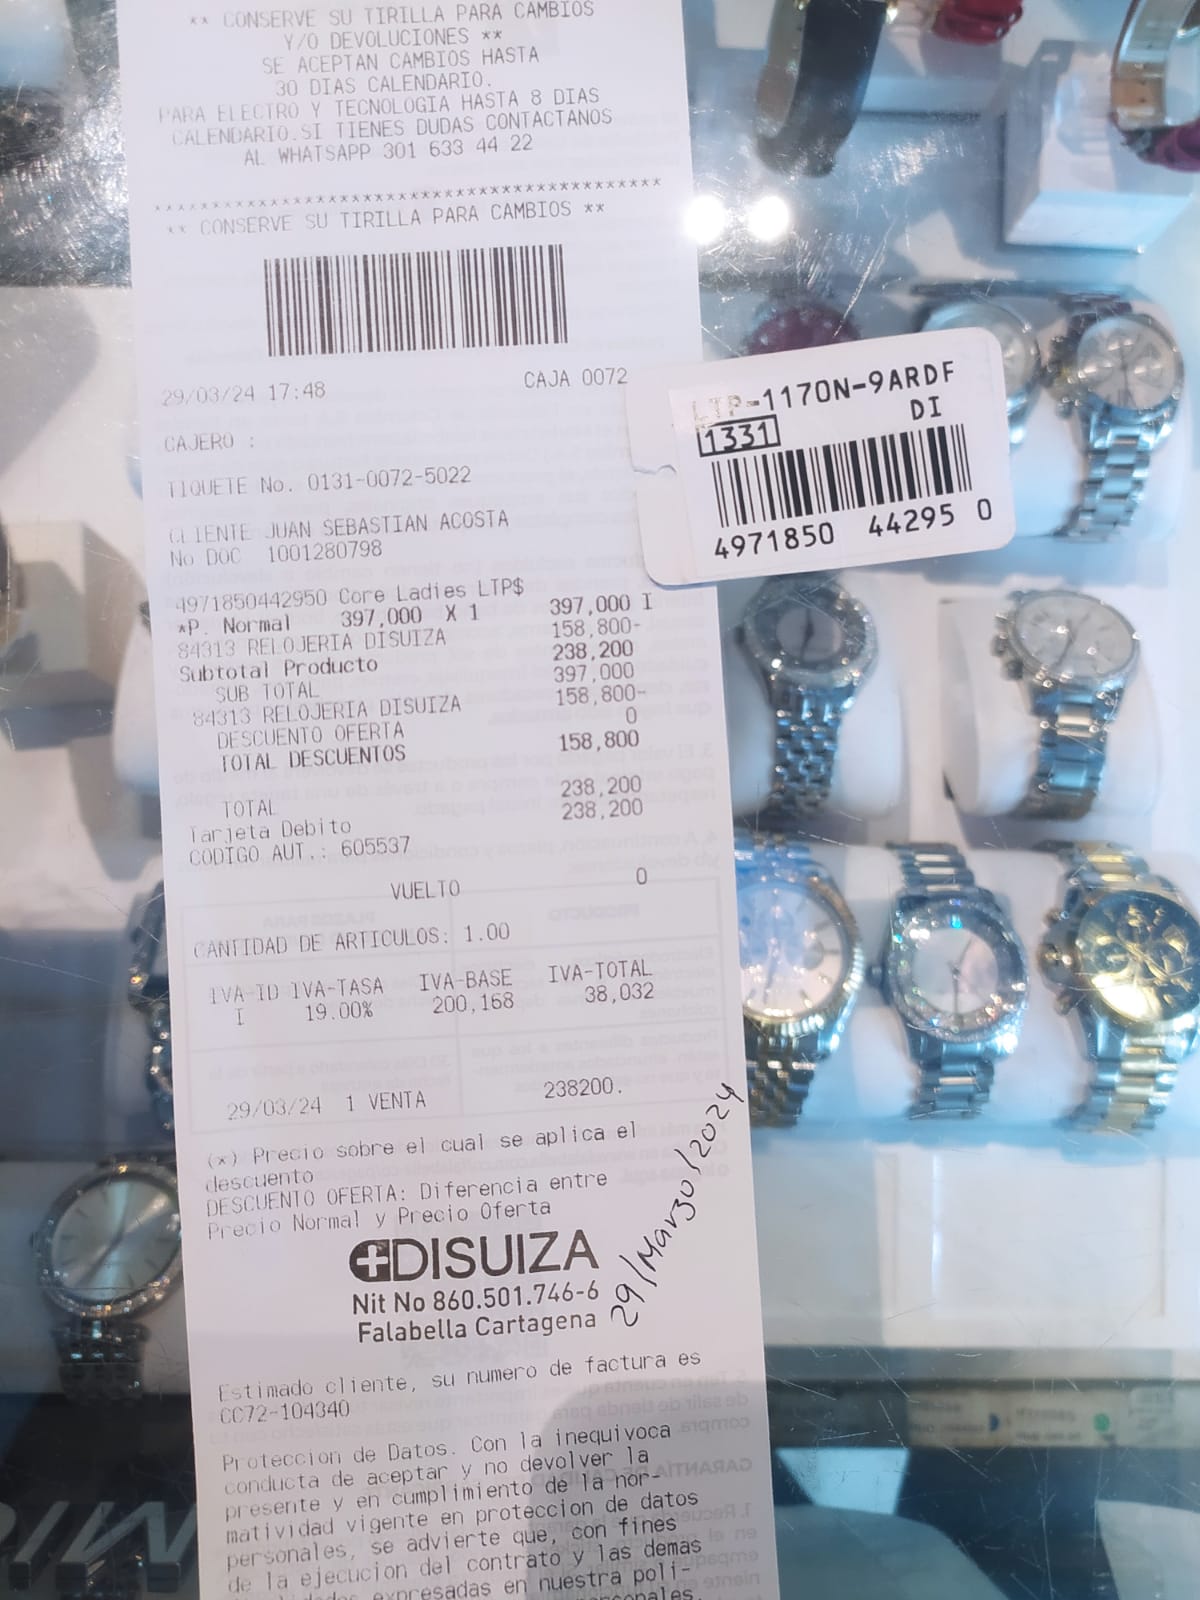 ** CONSERVE SU TIRILLA PARA CAMBIOS
Y/O DEVOLUCIONES **
SE ACEPTAN CAMBIOS HASTA
30 DIAS CALENDARIO.
PARA ELECTRO Y TECNOLOGIA HASTA 8 DIAS
CALENDARIO.SI TIENES DUDAS CONTACTANOS
AL WHATSAPP 301 633 44 22
****************************************
** CONSERVE SU TIRILLA PARA CAMBIOS **
29/03/24 17:48 CAJA 0072
CAJERO :
TIQUETE No. 0131-0072-5022
CLIENTE JUAN SEBASTIAN ACOSTA
No DOC 1001280798
4971850442950 Core Ladies LTP$
*P. Normal 397,000 X 1 397,000 I
84313 RELOJERIA DISUIZA 158,800-
Subtotal Producto 238,200
SUB TOTAL 397,000
84313 RELOJERIA DISUIZA 158,800-
DESCUENTO OFERTA 0
TOTAL DESCUENTOS 158,800
TOTAL 238,200
Tarjeta Debito 238,200
CODIGO AUT.: 605537
VUELTO 0
CANTIDAD DE ARTICULOS: 1.00
IVA-ID IVA-TASA IVA-BASE IVA-TOTAL
I 19.00% 200,168 38,032
29/03/24 1 VENTA 238200.
(*) Precio sobre el cual se aplica el
descuento
DESCUENTO OFERTA: Diferencia entre
Precio Normal y Precio Oferta
DISUIZA
Nit No 860.501.746-6
Falabella Cartagena
29/Marzo/2024
Estimado cliente, su numero de factura es
CC72-104340
Proteccion de Datos. Con la inequivoca
conducta de aceptar y no devolver la
presente y en cumplimiento de la nor-
matividad vigente en proteccion de datos
personales, se advierte que, con fines
de la ejecucion del contrato y las demas
expresadas en nuestra poli-
LTP-1170N-9ARDF
DI
1331
4971850 44295 0